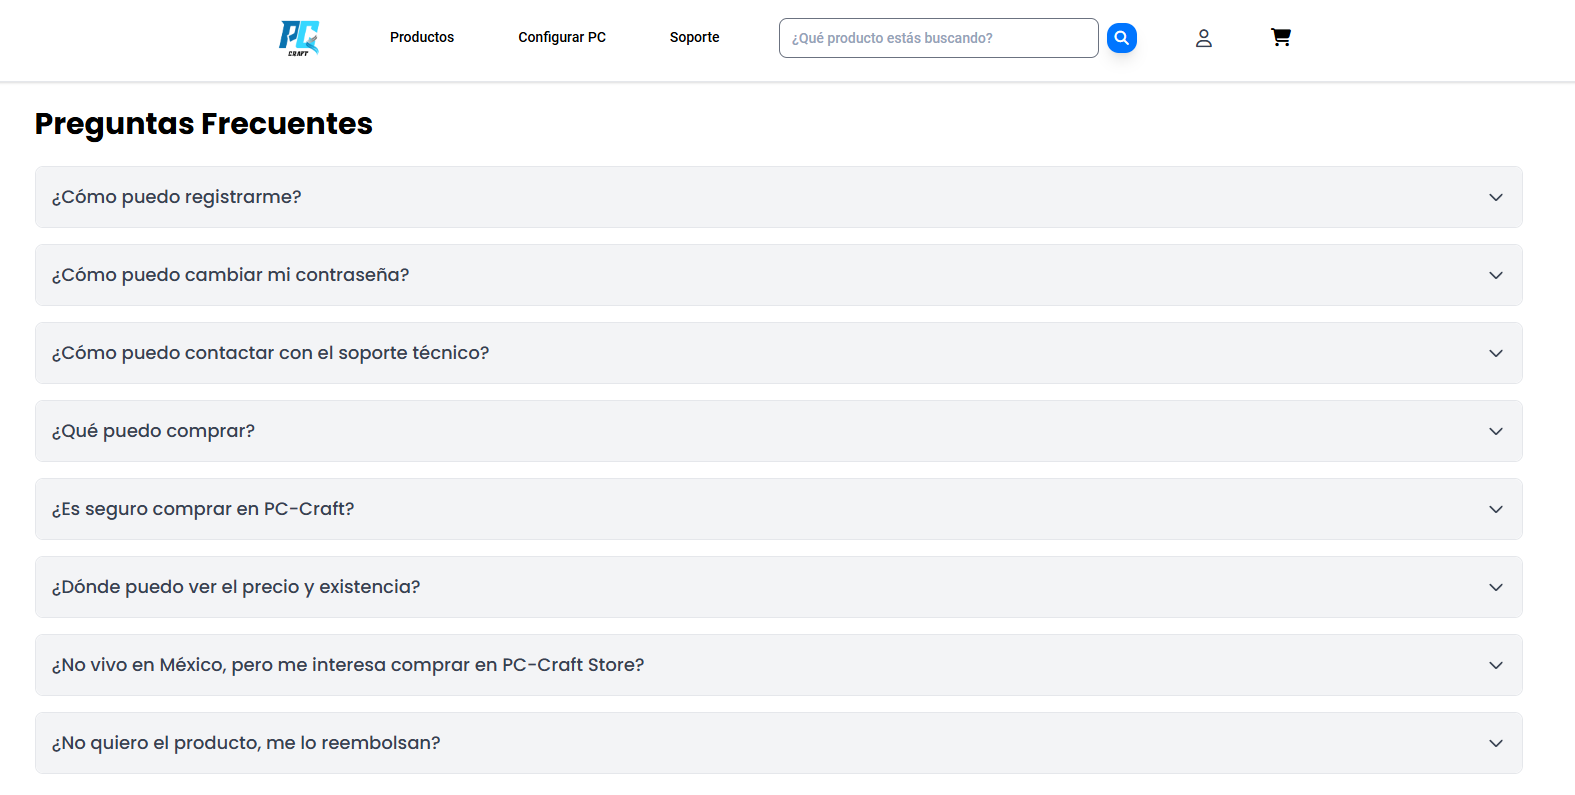 PC
CRAFT
Productos
Configurar PC
Soporte
¿Qué producto estás buscando?
Preguntas Frecuentes
¿Cómo puedo registrarme?
¿Cómo puedo cambiar mi contraseña?
¿Cómo puedo contactar con el soporte técnico?
¿Qué puedo comprar?
¿Es seguro comprar en PC-Craft?
¿Dónde puedo ver el precio y existencia?
¿No vivo en México, pero me interesa comprar en PC-Craft Store?
¿No quiero el producto, me lo reembolsan?